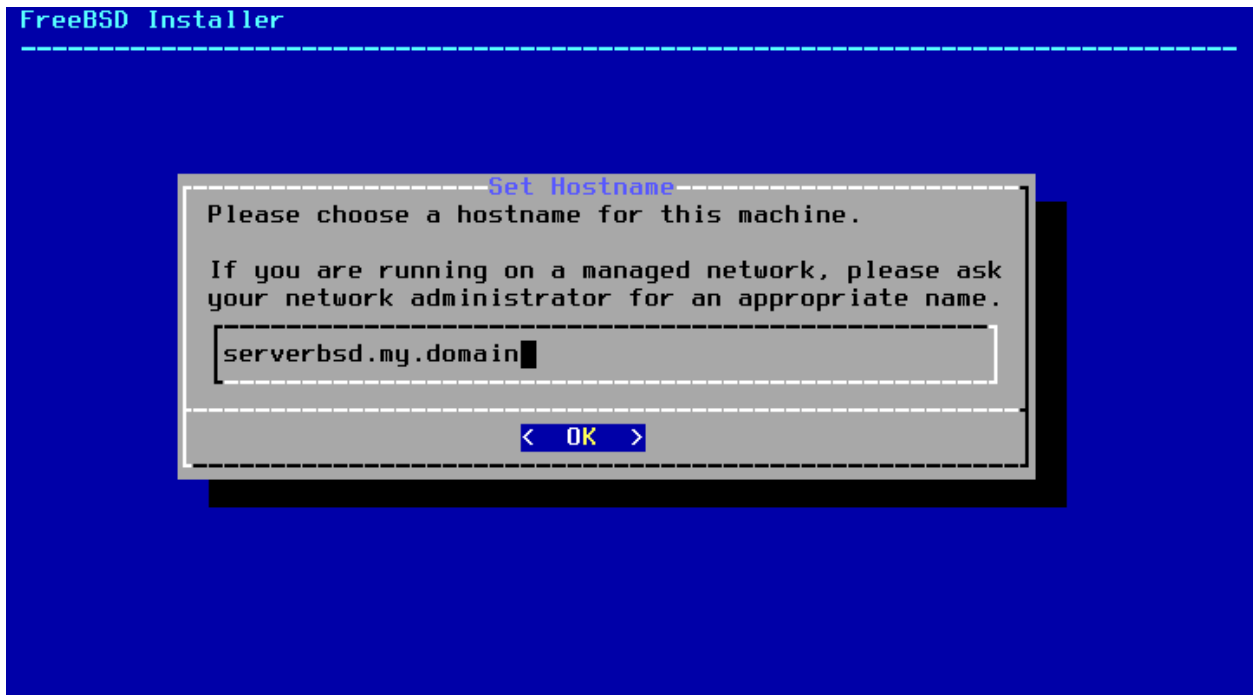 FreeBSD Installer
Set Hostname
Please choose a hostname for this machine.
If you are running on a managed network, please ask
your network administrator for an appropriate name.
serverbsd.my.domain
< OK >